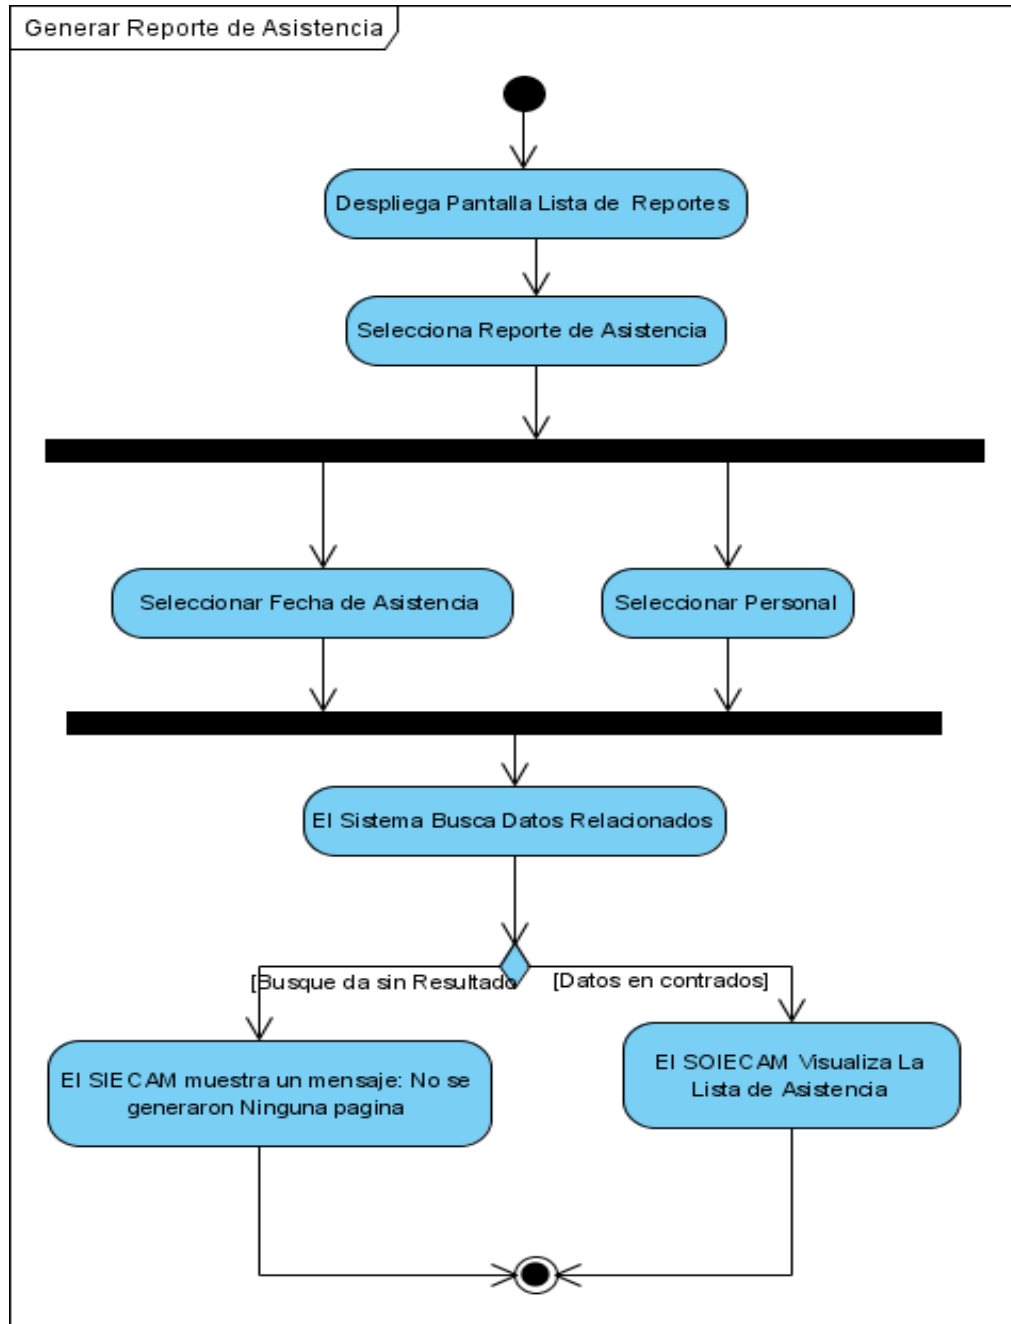 Generar Reporte de Asistencia
Despliega Pantalla Lista de Reportes
Selecciona Reporte de Asistencia
Seleccionar Fecha de Asistencia
Seleccionar Personal
El Sistema Busca Datos Relacionados
[Busque da sin Resultado
[Datos en contrados]
El SIECAM muestra un mensaje: No se
generaron Ninguna pagina
El SOIECAM Visualiza La
Lista de Asistencia